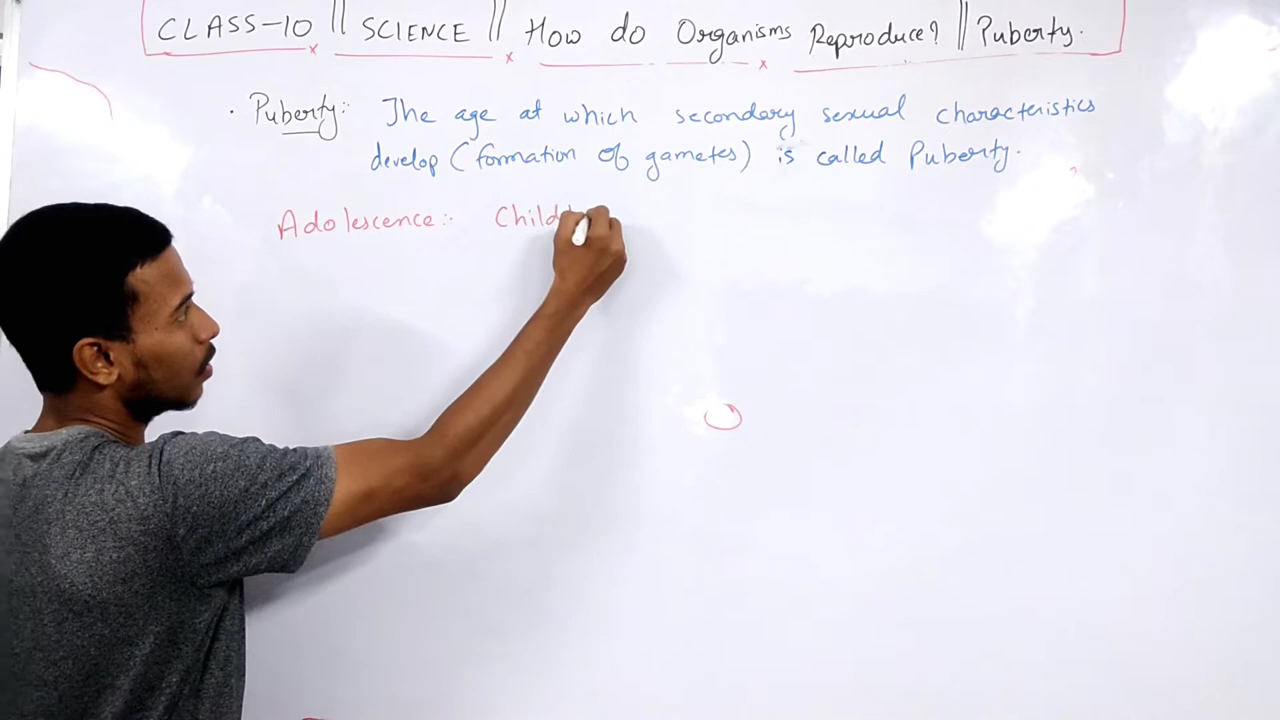 CLASS-10 || SCIENCE || How do Organisms Reproduce? || Puberty.
· Puberty:- The age at which secondary sexual characteristics
develop (formation of gametes) is called Puberty.
Adolescence:-